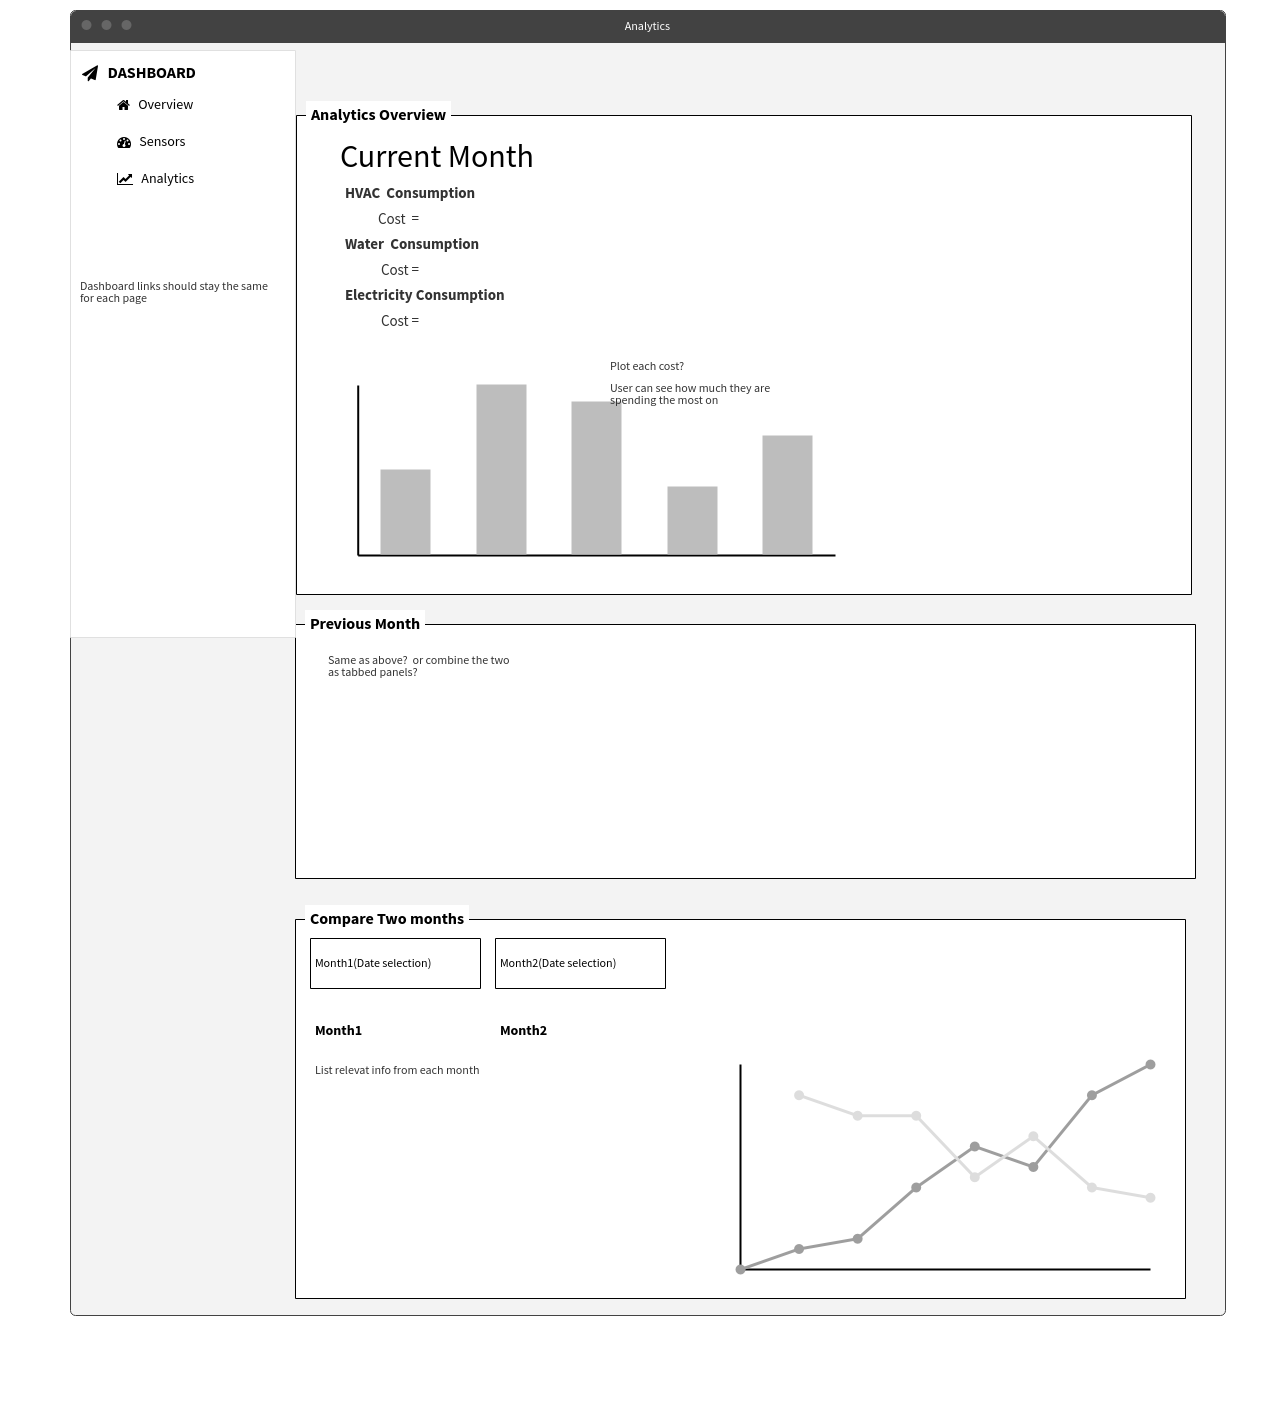 Analytics
DASHBOARD
Overview
Sensors
Analytics
Dashboard links should stay the same
for each page
Analytics Overview
Current Month
HVAC  Consumption
Cost  =
Water  Consumption
Cost =
Electricity Consumption
Cost =
Plot each cost?
User can see how much they are
spending the most on
Previous Month
Same as above?  or combine the two
as tabbed panels?
Compare Two months
Month1(Date selection)
Month2(Date selection)
Month1
Month2
List relevat info from each month